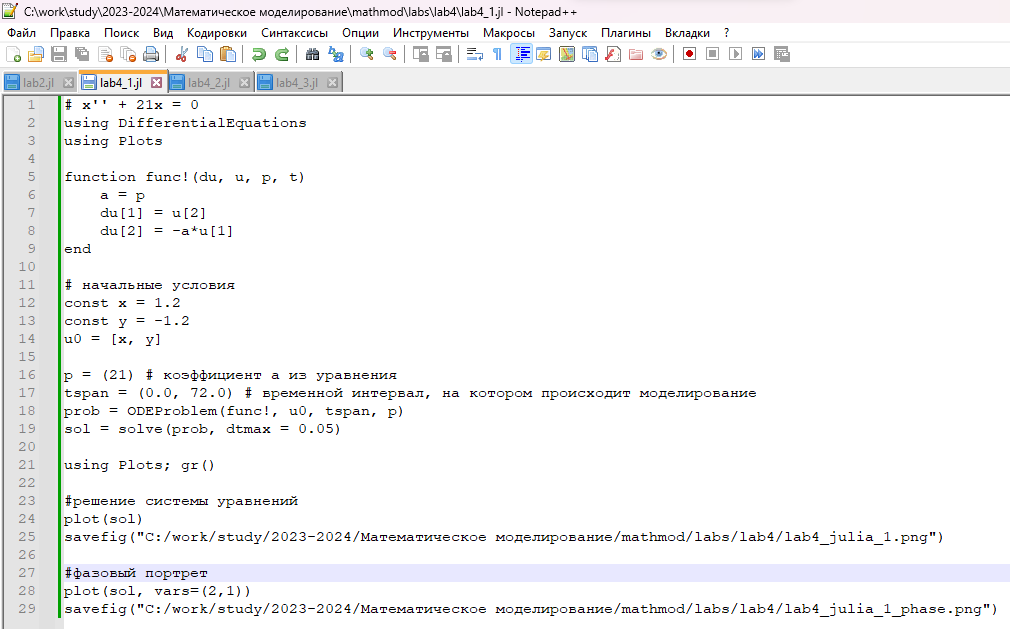 C:\work\study\2023-2024\Математическое моделирование\mathmod\labs\lab4\lab4_1.jl - Notepad++
Файл Правка Поиск Вид Кодировки Синтаксисы Опции Инструменты Макросы Запуск Плагины Вкладки ?
lab2.jl lab4_1.jl lab4_2.jl lab4_3.jl
1 # x'' + 21x = 0
2 using DifferentialEquations
3 using Plots
4
5 function func!(du, u, p, t)
6     a = p
7     du[1] = u[2]
8     du[2] = -a*u[1]
9 end
10
11 # начальные условия
12 const x = 1.2
13 const y = -1.2
14 u0 = [x, y]
15
16 p = (21) # коэффициент a из уравнения
17 tspan = (0.0, 72.0) # временной интервал, на котором происходит моделирование
18 prob = ODEProblem(func!, u0, tspan, p)
19 sol = solve(prob, dtmax = 0.05)
20
21 using Plots; gr()
22
23 #решение системы уравнений
24 plot(sol)
25 savefig("C:/work/study/2023-2024/Математическое моделирование/mathmod/labs/lab4/lab4_julia_1.png")
26
27 #фазовый портрет
28 plot(sol, vars=(2,1))
29 savefig("C:/work/study/2023-2024/Математическое моделирование/mathmod/labs/lab4/lab4_julia_1_phase.png")